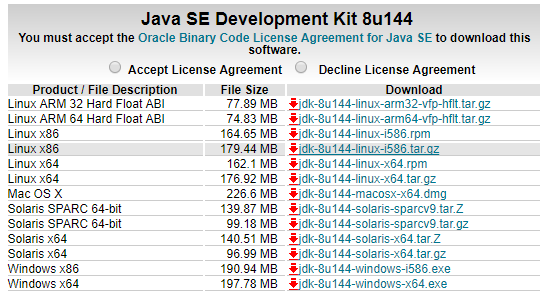 Java SE Development Kit 8u144
You must accept the Oracle Binary Code License Agreement for Java SE to download this
software.
Accept License Agreement Decline License Agreement
Product / File Description File Size Download
Linux ARM 32 Hard Float ABI 77.89 MB jdk-8u144-linux-arm32-vfp-hflt.tar.gz
Linux ARM 64 Hard Float ABI 74.83 MB jdk-8u144-linux-arm64-vfp-hflt.tar.gz
Linux x86 164.65 MB jdk-8u144-linux-i586.rpm
Linux x86 179.44 MB jdk-8u144-linux-i586.tar.gz
Linux x64 162.1 MB jdk-8u144-linux-x64.rpm
Linux x64 176.92 MB jdk-8u144-linux-x64.tar.gz
Mac OS X 226.6 MB jdk-8u144-macosx-x64.dmg
Solaris SPARC 64-bit 139.87 MB jdk-8u144-solaris-sparcv9.tar.Z
Solaris SPARC 64-bit 99.18 MB jdk-8u144-solaris-sparcv9.tar.gz
Solaris x64 140.51 MB jdk-8u144-solaris-x64.tar.Z
Solaris x64 96.99 MB jdk-8u144-solaris-x64.tar.gz
Windows x86 190.94 MB jdk-8u144-windows-i586.exe
Windows x64 197.78 MB jdk-8u144-windows-x64.exe